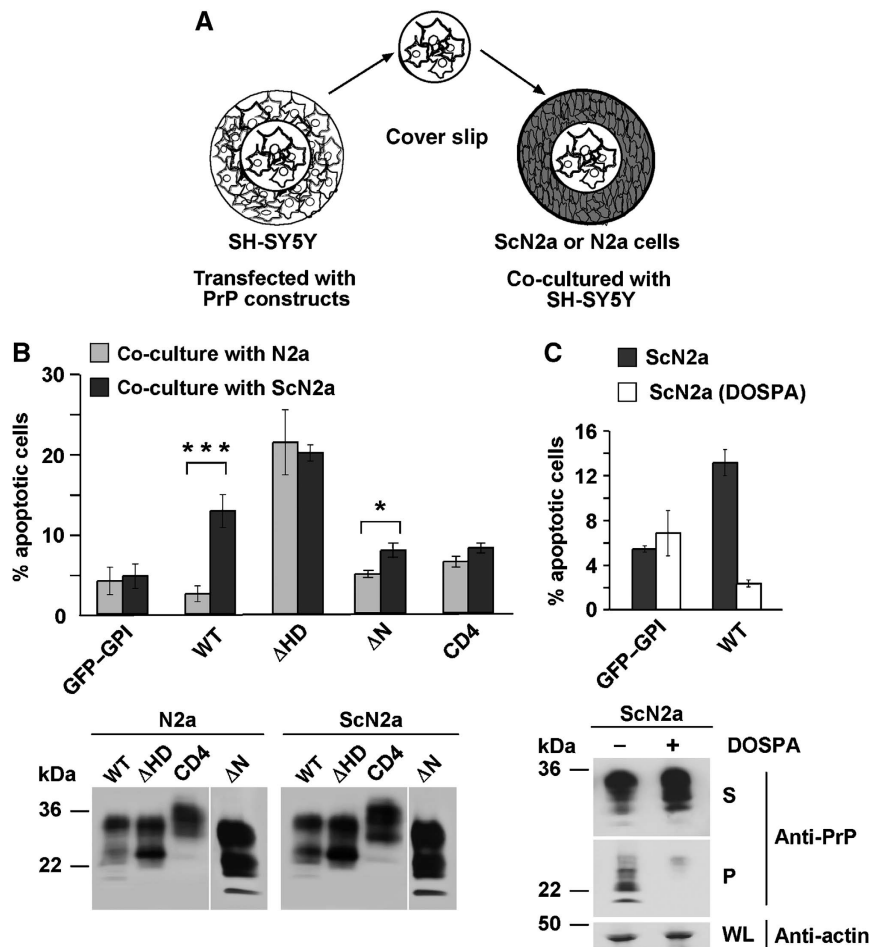 A
Cover slip
SH-SY5Y
ScN2a or N2a cells
Transfected with
PrP constructs
Co-cultured with
SH-SY5Y
B
Co-culture with N2a
Co-culture with ScN2a
% apoptotic cells
30
20
10
0
***
*
GFP–GPI
WT
ΔHD
ΔN
CD4
N2a
ScN2a
kDa
WT
ΔHD
CD4
ΔN
WT
ΔHD
CD4
ΔN
36
22
C
ScN2a
ScN2a (DOSPA)
% apoptotic cells
16
12
8
4
0
GFP–GPI
WT
ScN2a
kDa
– + DOSPA
36
S
Anti-PrP
P
22
50
WL
Anti-actin